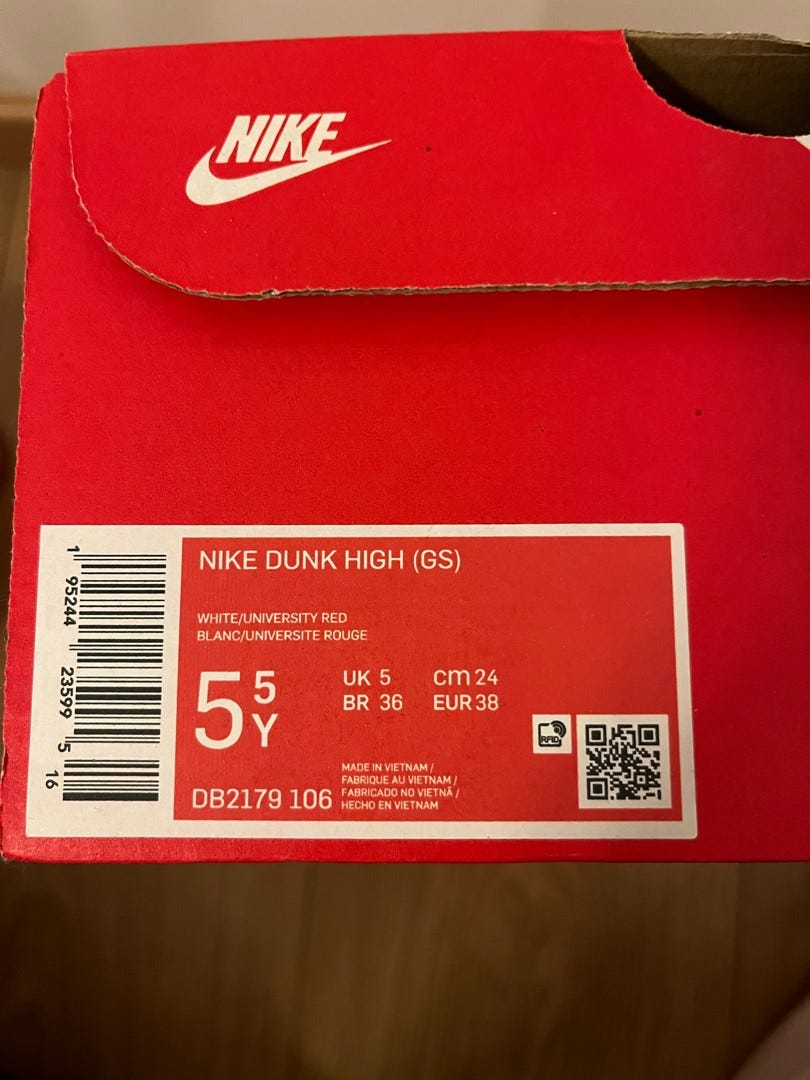 NIKE
1 95244 23599 5 16
NIKE DUNK HIGH (GS)
WHITE/UNIVERSITY RED
BLANC/UNIVERSITE ROUGE
5 5 Y
UK 5 cm 24
BR 36 EUR 38
RFID
DB2179 106
MADE IN VIETNAM /
FABRIQUE AU VIETNAM /
FABRICADO NO VIETNÃ /
HECHO EN VIETNAM